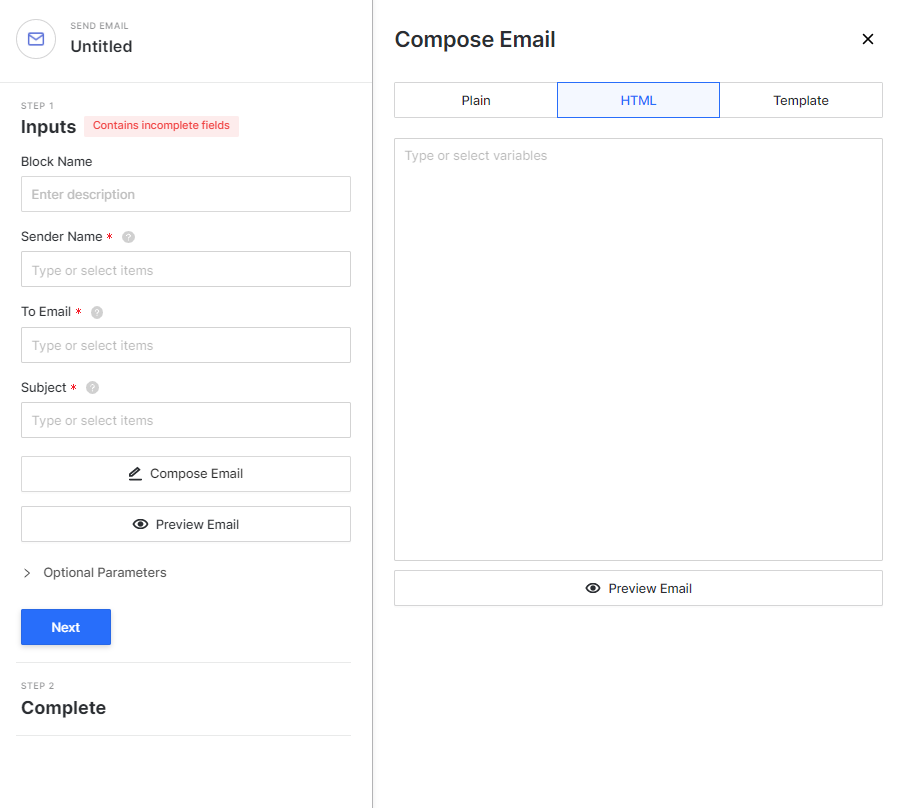 SEND EMAIL
Untitled
STEP 1
Inputs
Contains incomplete fields
Block Name
Enter description
Sender Name * ?
Type or select items
To Email * ?
Type or select items
Subject * ?
Type or select items
Compose Email
Preview Email
Optional Parameters
Next
STEP 2
Complete
Compose Email
Plain
HTML
Template
Type or select variables
Preview Email